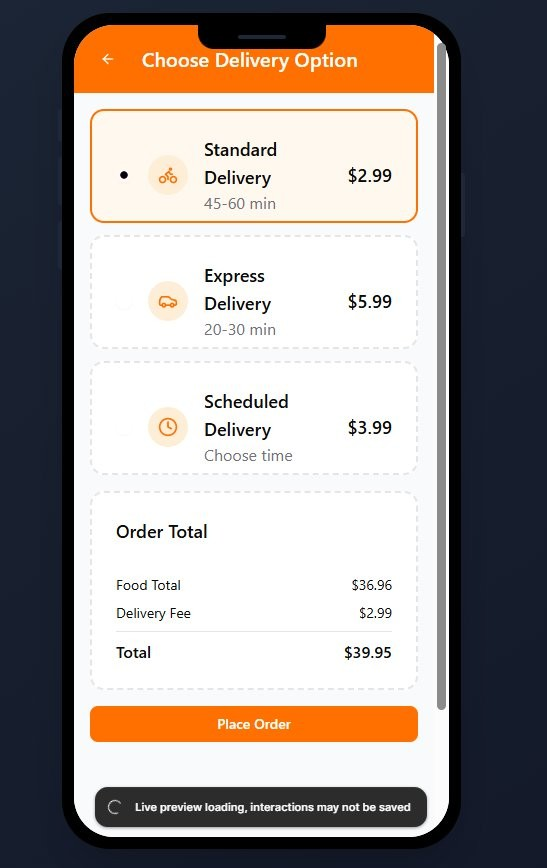 Choose Delivery Option
Standard
Delivery
45-60 min
$2.99
Express
Delivery
20-30 min
$5.99
Scheduled
Delivery
Choose time
$3.99
Order Total
Food Total $36.96
Delivery Fee $2.99
Total $39.95
Place Order
Live preview loading, interactions may not be saved